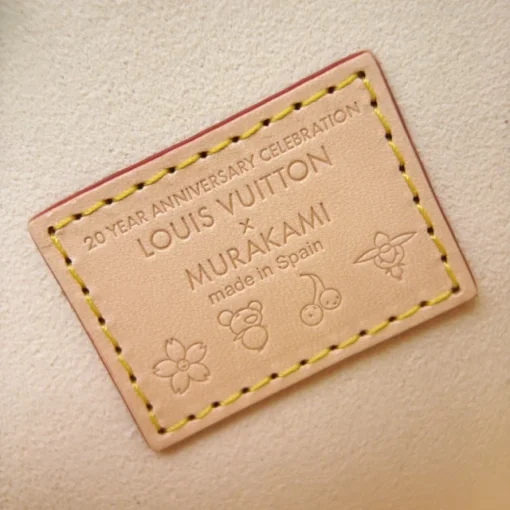 20 YEAR ANNIVERSARY CELEBRATION
LOUIS VUITTON
×
MURAKAMI
made in Spain